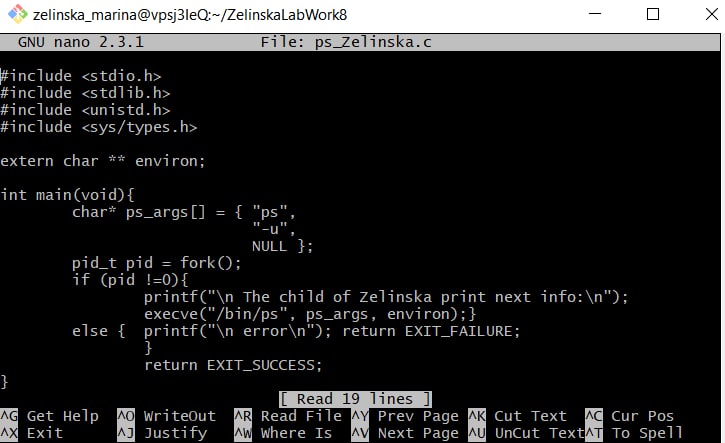 zelinska_marina@vpsj3IeQ:~/ZelinskaLabWork8
GNU nano 2.3.1 File: ps_Zelinska.c
#include <stdio.h>
#include <stdlib.h>
#include <unistd.h>
#include <sys/types.h>
extern char ** environ;
int main(void){
char* ps_args[] = { "ps",
"-u",
NULL };
pid_t pid = fork();
if (pid !=0){
printf("\n The child of Zelinska print next info:\n");
execve("/bin/ps", ps_args, environ);}
else { printf("\n error\n"); return EXIT_FAILURE;
}
return EXIT_SUCCESS;
}
[ Read 19 lines ]
^G Get Help ^O WriteOut ^R Read File ^Y Prev Page ^K Cut Text ^C Cur Pos
^X Exit ^J Justify ^W Where Is ^V Next Page ^U UnCut Text ^T To Spell